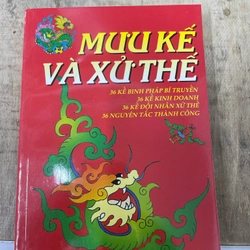 MƯU KẾ
VÀ XỬ THẾ
36 KẾ BINH PHÁP BÍ TRUYỀN
36 KẾ KINH DOANH
36 KẾ ĐỐI NHÂN XỬ THẾ
36 NGUYÊN TẮC THÀNH CÔNG